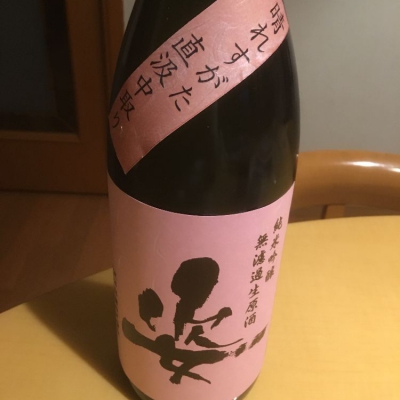 晴れすがた
直汲中取り
純米吟醸
無濾過生原酒
姿